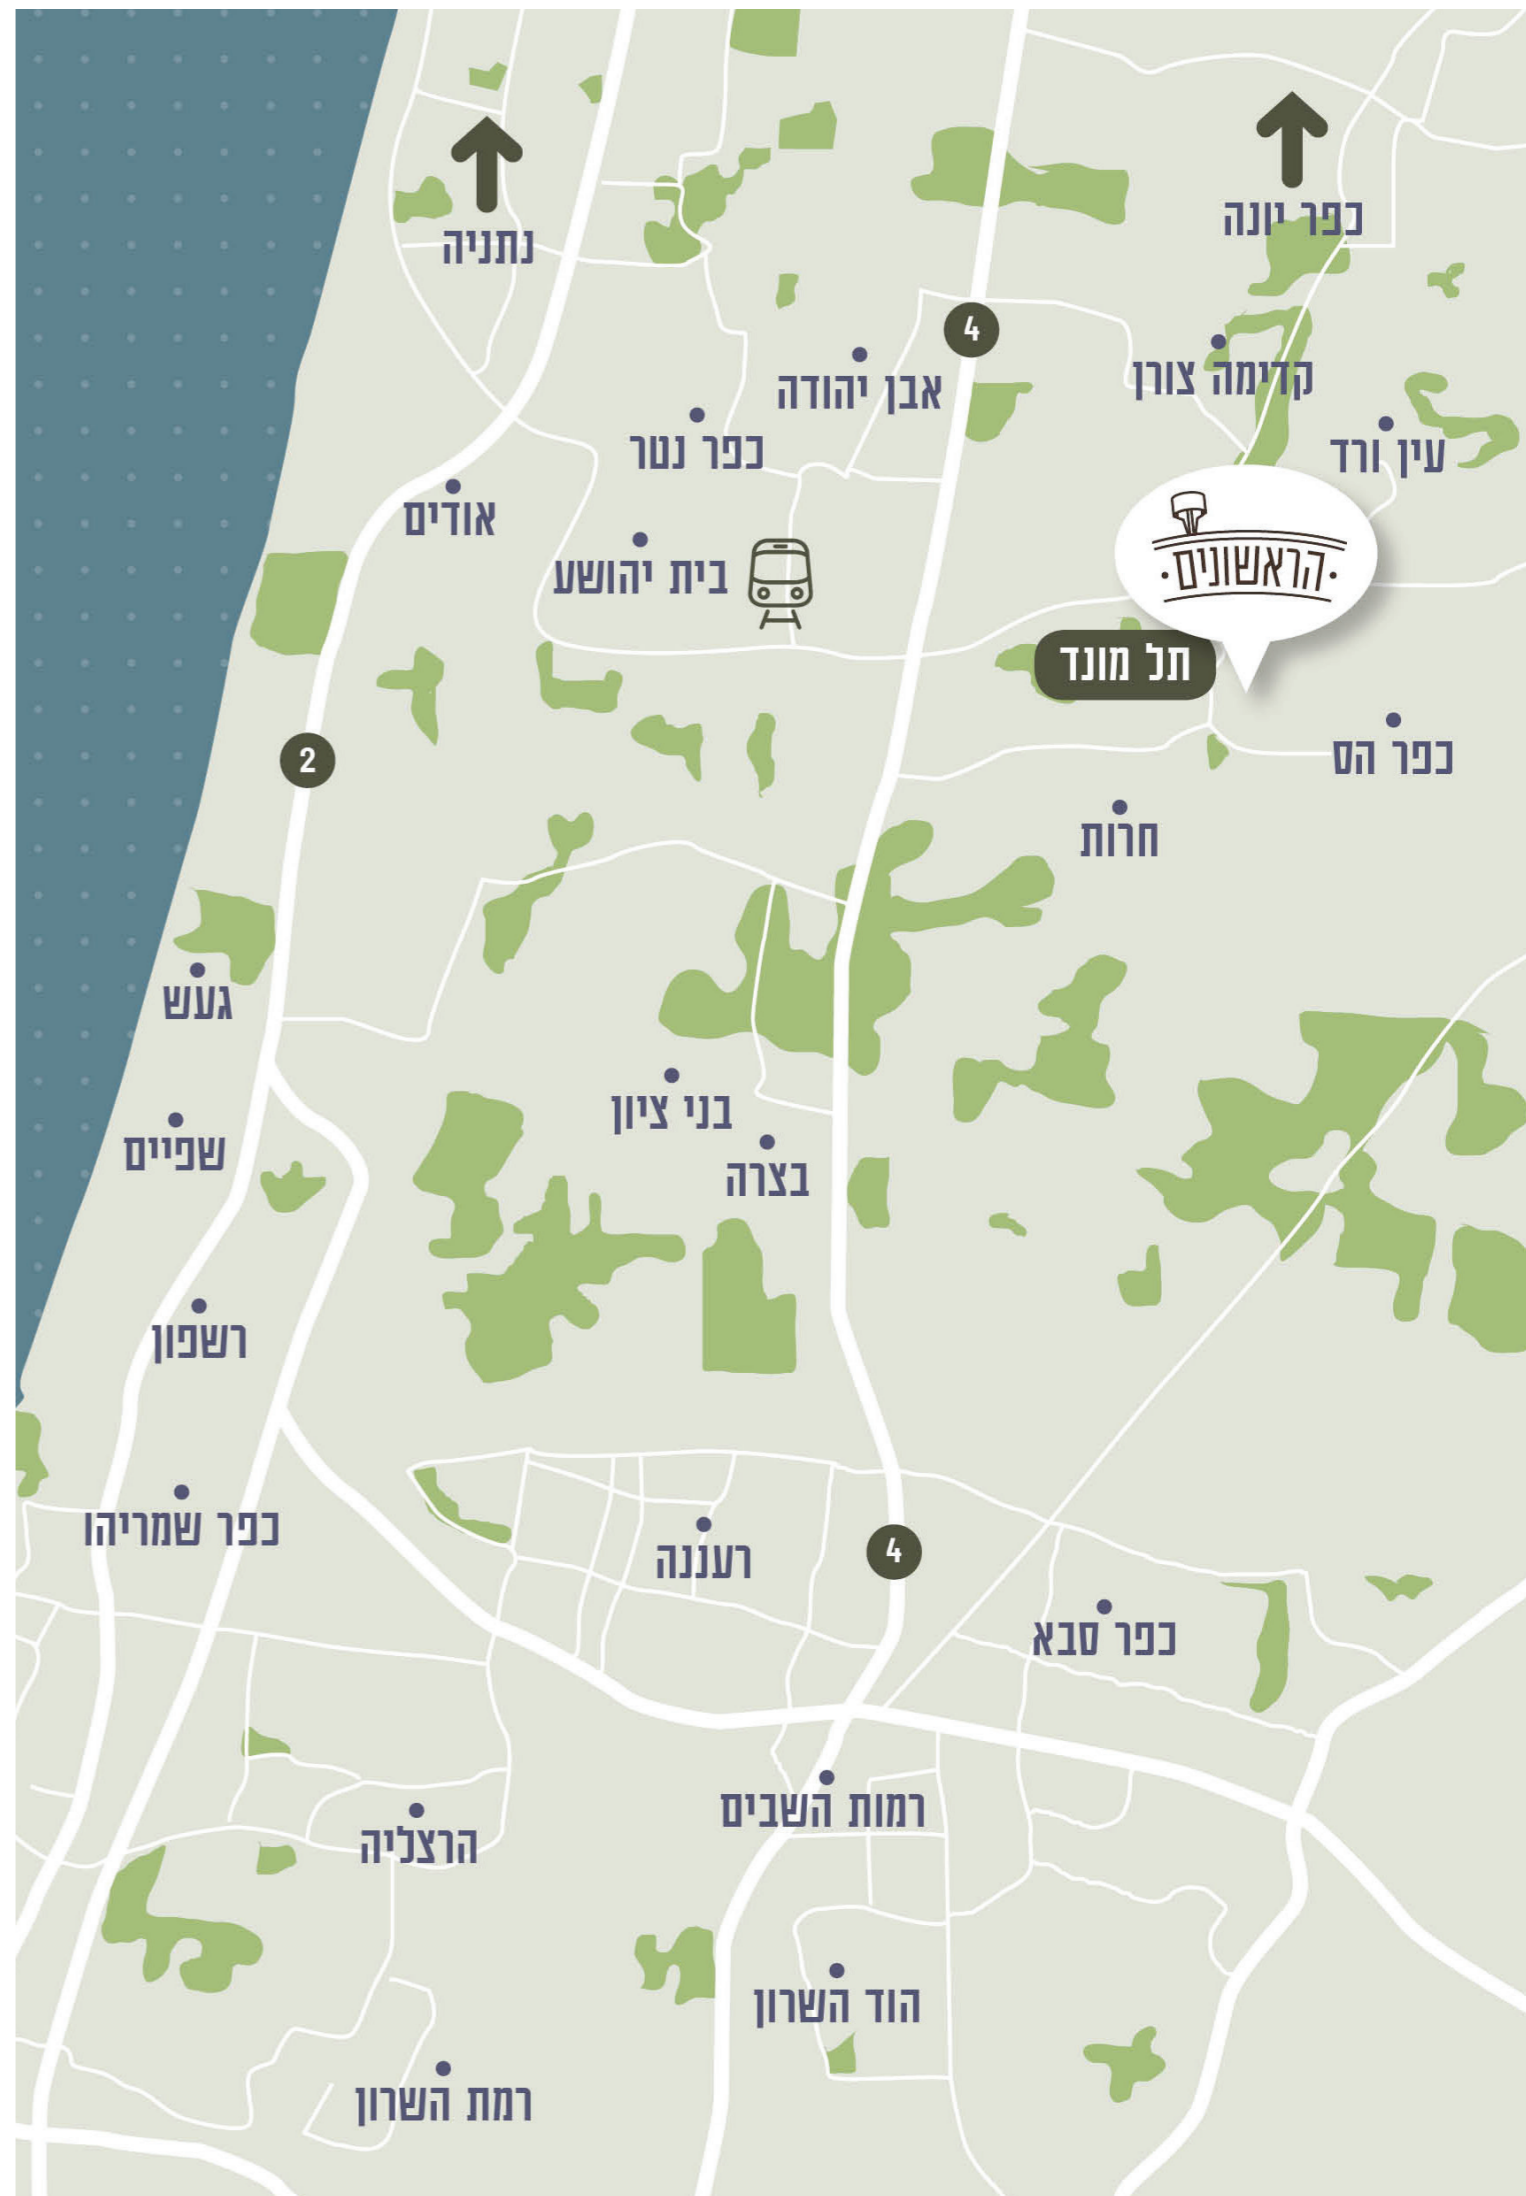 נתניה
כפר יונה
4
אבן יהודה
קדימה צורן
כפר נטר
עין ורד
אודים
בית יהושע
הראשונים
תל מונד
2
כפר הס
חרות
געש
בני ציון
שפיים
בצרה
רשפון
כפר שמריהו
רעננה
4
כפר סבא
רמות השבים
הרצליה
הוד השרון
רמת השרון